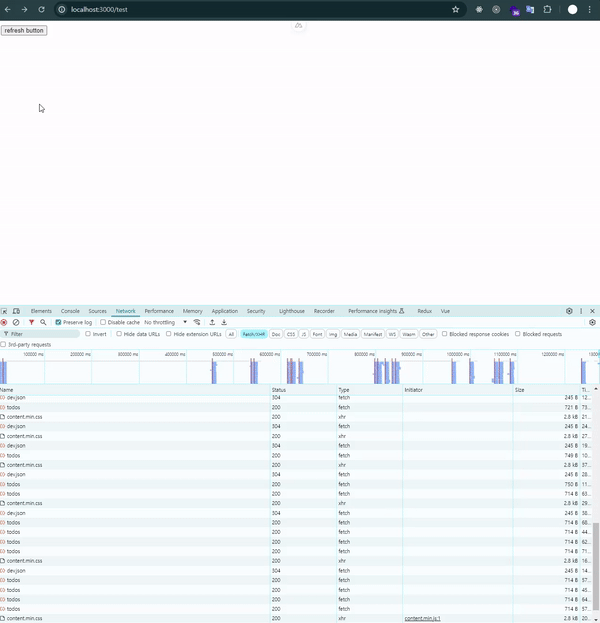 localhost:3000/test
refresh button
Elements Console Sources Network Performance Memory Application Security Lighthouse Recorder Performance insights Redux Vue
Preserve log Disable cache No throttling
Filter Invert Hide data URLs Hide extension URLs All Fetch/XHR Doc CSS JS Font Img Media Manifest WS Wasm Other Blocked response cookies Blocked requests
3rd-party requests
100000 ms 200000 ms 300000 ms 400000 ms 500000 ms 600000 ms 700000 ms 800000 ms 900000 ms 1000000 ms 1100000 ms 1200000 ms
Name Status Type Initiator Size Ti...
dev.json 304 fetch 245 B 12...
todos 200 fetch 721 B 73...
content.min.css 200 xhr 2.8 kB 21...
dev.json 304 fetch 245 B 24...
content.min.css 200 xhr 2.8 kB 27...
dev.json 304 fetch 245 B 19...
todos 200 fetch 749 B 10...
content.min.css 200 xhr 2.8 kB 37...
dev.json 304 fetch 245 B 28...
todos 200 fetch 750 B 11...
todos 200 fetch 714 B 63...
content.min.css 200 xhr 2.8 kB 29...
dev.json 304 fetch 245 B 38...
todos 200 fetch 714 B 68...
todos 200 fetch 714 B 44...
todos 200 fetch 714 B 62...
todos 200 fetch 714 B 71...
content.min.css 200 xhr 2.8 kB 16...
dev.json 304 fetch 245 B 14...
todos 200 fetch 714 B 57...
todos 200 fetch 714 B 45...
todos 200 fetch 714 B 64...
todos 200 fetch 714 B 57...
content.min.css 200 xhr content.min.js:1 2.8 kB 20...